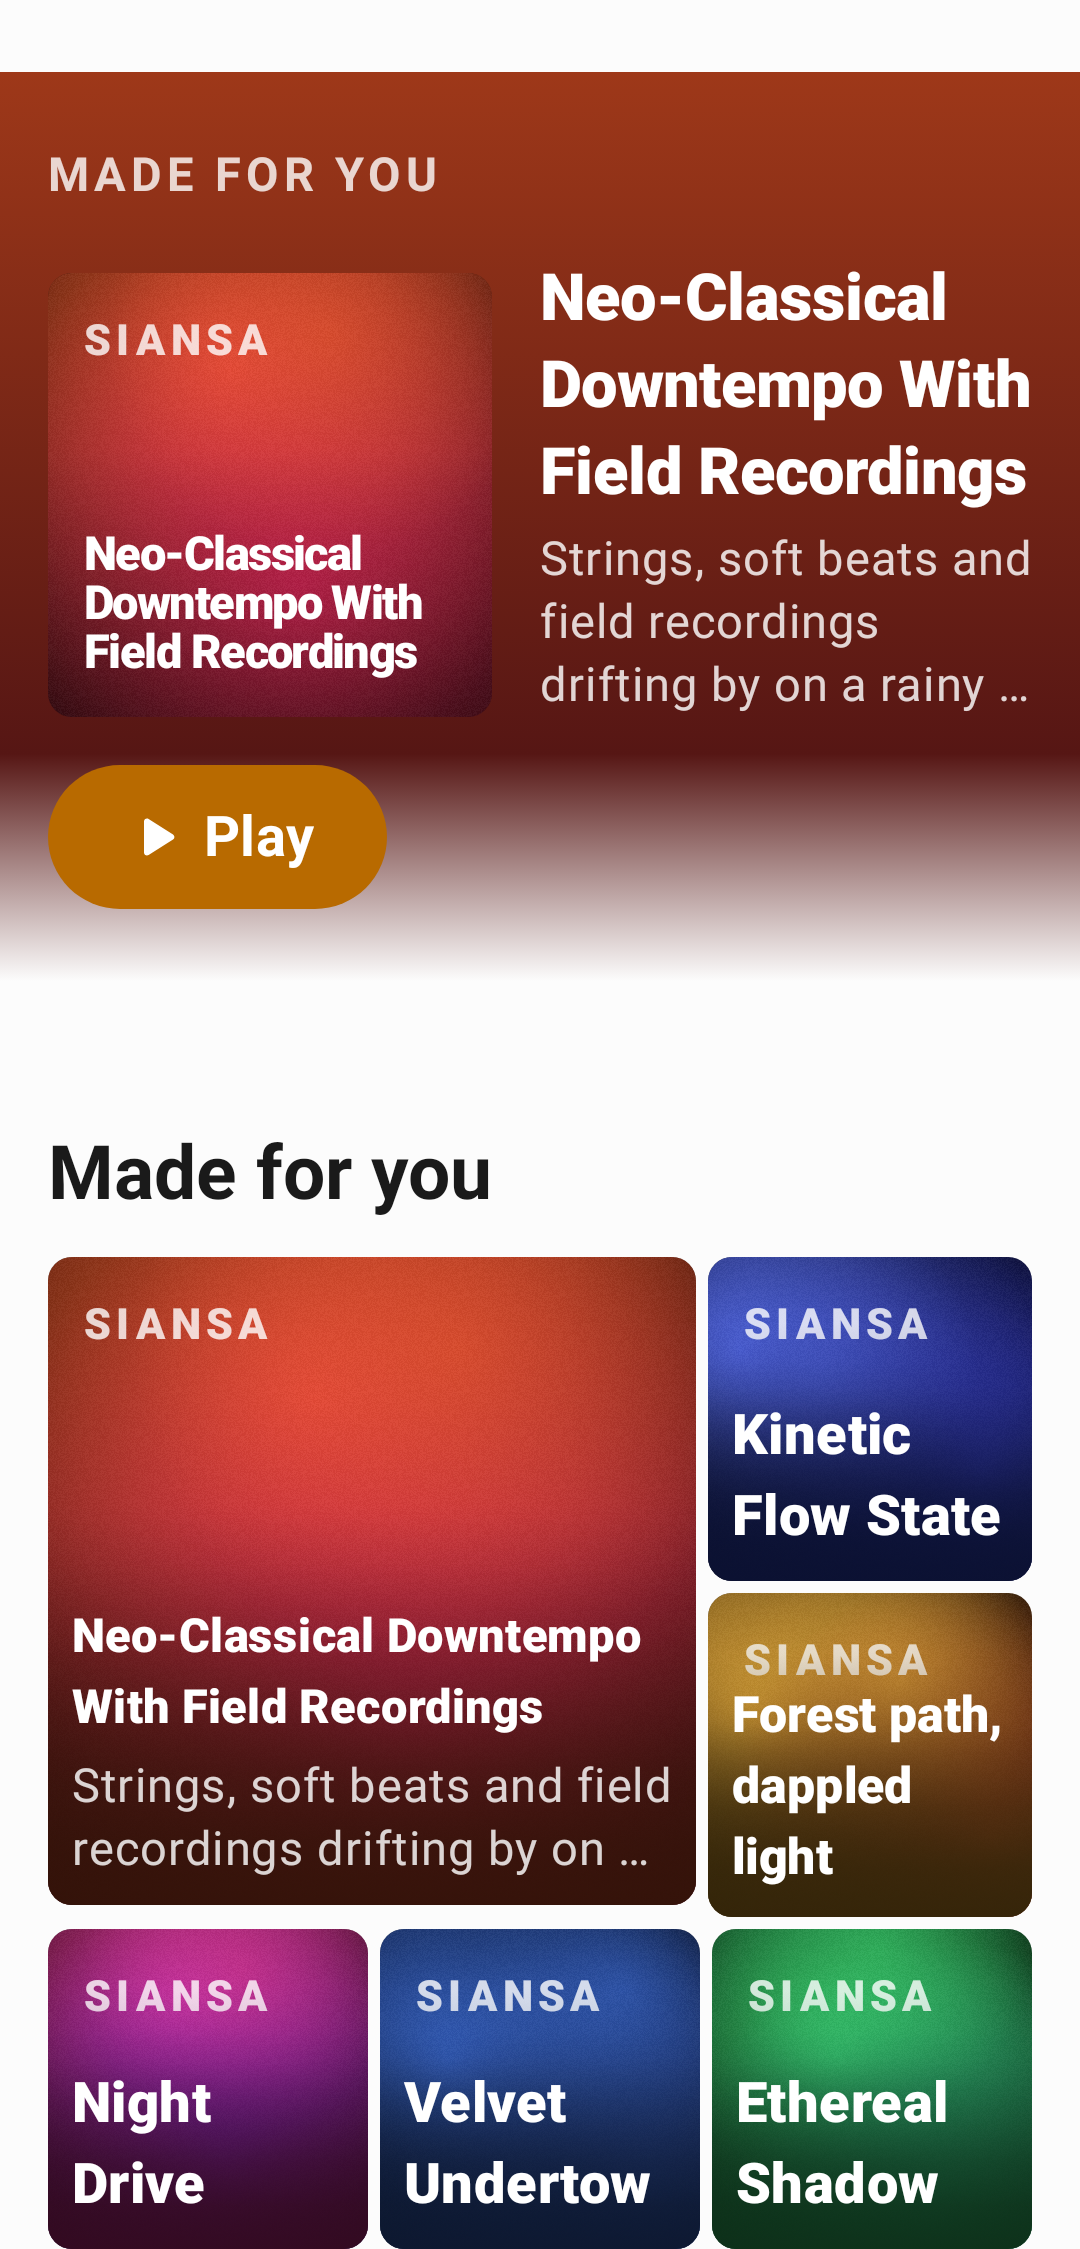 MADE FOR YOU
SIANSA
Neo-Classical
Downtempo With
Field Recordings
Neo-Classical
Downtempo With
Field Recordings
Strings, soft beats and
field recordings
drifting by on a rainy …
Play
Made for you
SIANSA
Neo-Classical Downtempo
With Field Recordings
Strings, soft beats and field
recordings drifting by on …
SIANSA
Kinetic
Flow State
SIANSA
Forest path,
dappled
light
SIANSA
Night
Drive
SIANSA
Velvet
Undertow
SIANSA
Ethereal
Shadow